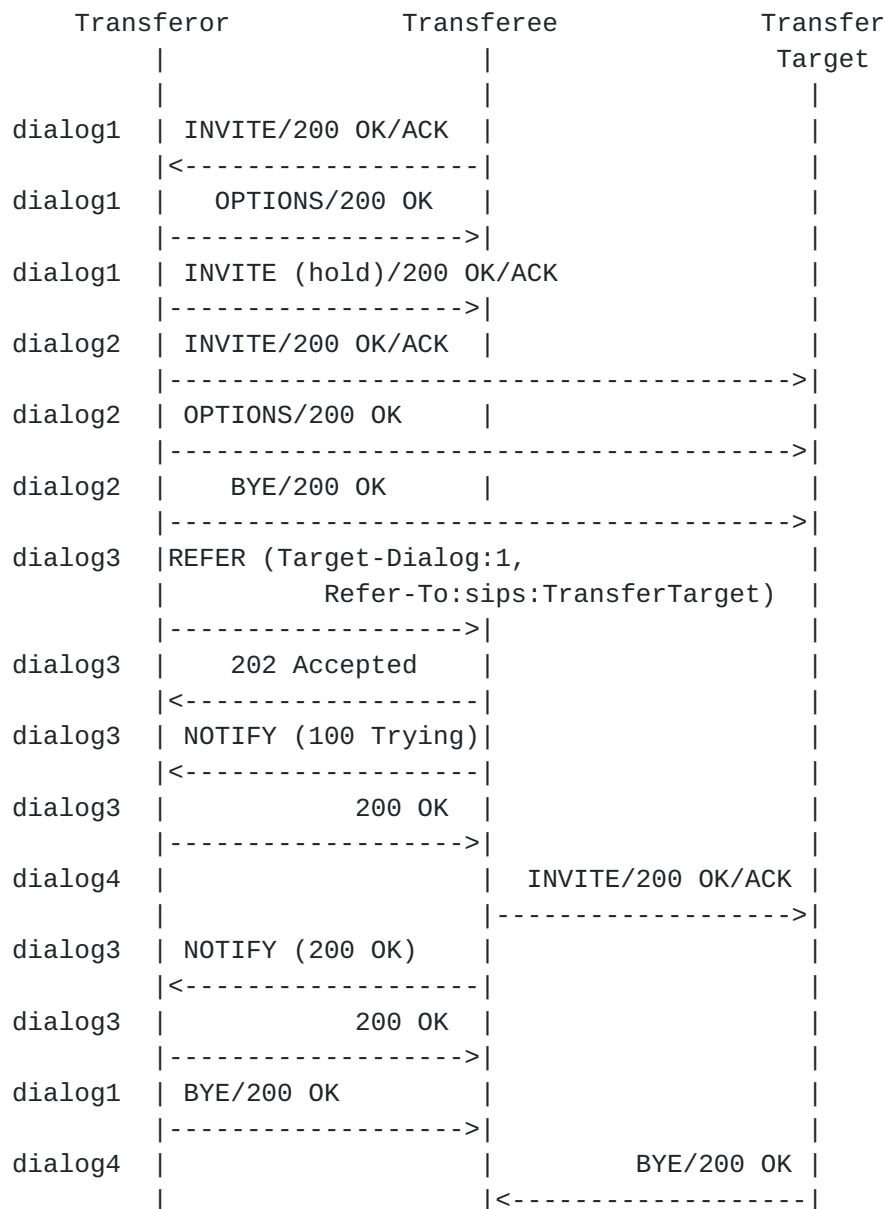 Transferor           Transferee             Transfer
         |                    |                  Target
         |                    |                    |
dialog1  | INVITE/200 OK/ACK  |                    |
         |<-------------------|                    |
dialog1  |   OPTIONS/200 OK   |                    |
         |------------------->|                    |
dialog1  | INVITE (hold)/200 OK/ACK                |
         |------------------->|                    |
dialog2  | INVITE/200 OK/ACK  |                    |
         |---------------------------------------->|
dialog2  | OPTIONS/200 OK     |                    |
         |---------------------------------------->|
dialog2  |    BYE/200 OK      |                    |
         |---------------------------------------->|
dialog3  |REFER (Target-Dialog:1,                  |
         |          Refer-To:sips:TransferTarget)  |
         |------------------->|                    |
dialog3  |    202 Accepted    |                    |
         |<-------------------|                    |
dialog3  | NOTIFY (100 Trying)|                    |
         |<-------------------|                    |
dialog3  |            200 OK  |                    |
         |------------------->|                    |
dialog4  |                    |  INVITE/200 OK/ACK |
         |                    |------------------->|
dialog3  | NOTIFY (200 OK)    |                    |
         |<-------------------|                    |
dialog3  |            200 OK  |                    |
         |------------------->|                    |
dialog1  | BYE/200 OK         |                    |
         |------------------->|                    |
dialog4  |                    |         BYE/200 OK |
         |                    |<-------------------|